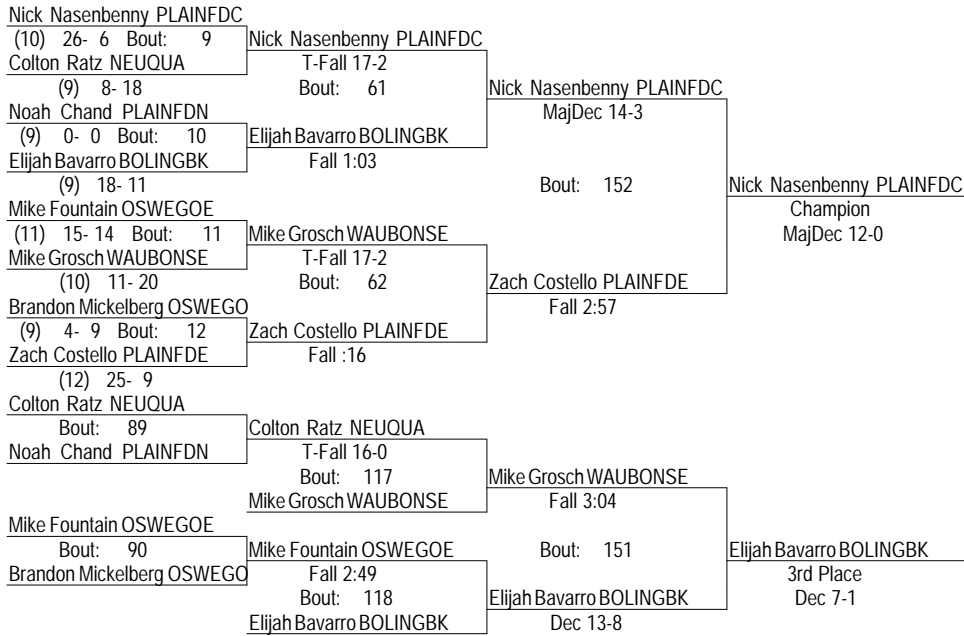 Nick Nasenbenny PLAINFDC
(10) 26- 6 Bout: 9 Nick Nasenbenny PLAINFDC
Colton Ratz NEUQUA T-Fall 17-2
(9) 8- 18 Bout: 61 Nick Nasenbenny PLAINFDC
Noah Chand PLAINFDN MajDec 14-3
(9) 0- 0 Bout: 10 Elijah Bavarro BOLINGBK
Elijah Bavarro BOLINGBK Fall 1:03
(9) 18- 11 Bout: 152 Nick Nasenbenny PLAINFDC
Mike Fountain OSWEGOE Champion
(11) 15- 14 Bout: 11 Mike Grosch WAUBONSE MajDec 12-0
Mike Grosch WAUBONSE T-Fall 17-2
(10) 11- 20 Bout: 62 Zach Costello PLAINFDE
Brandon Mickelberg OSWEGO Fall 2:57
(9) 4- 9 Bout: 12 Zach Costello PLAINFDE
Zach Costello PLAINFDE Fall :16
(12) 25- 9
Colton Ratz NEUQUA
Bout: 89 Colton Ratz NEUQUA
Noah Chand PLAINFDN T-Fall 16-0
Bout: 117 Mike Grosch WAUBONSE
Mike Grosch WAUBONSE Fall 3:04
Mike Fountain OSWEGOE
Bout: 90 Mike Fountain OSWEGOE Bout: 151 Elijah Bavarro BOLINGBK
Brandon Mickelberg OSWEGO Fall 2:49 3rd Place
Bout: 118 Elijah Bavarro BOLINGBK Dec 7-1
Elijah Bavarro BOLINGBK Dec 13-8